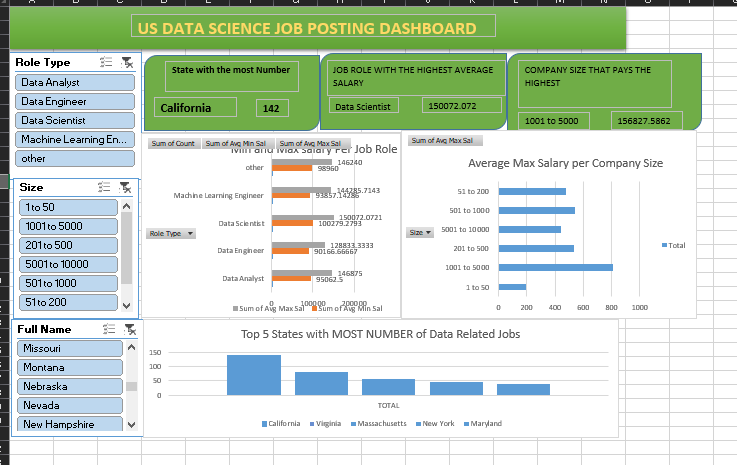 US DATA SCIENCE JOB POSTING DASHBOARD
Role Type
Data Analyst
Data Engineer
Data Scientist
Machine Learning En...
other
State with the most Number
California
142
JOB ROLE WITH THE HIGHEST AVERAGE
SALARY
Data Scientist
150072.072
COMPANY SIZE THAT PAYS THE
HIGHEST
1001 to 5000
156827.5862
Size
1 to 50
1001 to 5000
201 to 500
5001 to 10000
501 to 1000
51 to 200
Sum of Count
Sum of Avg Min Sal
Sum of Avg Max Sal
Min and Max salary Per Job Role
other
146240
98960
Machine Learning Engineer
144285.7143
93857.14286
Data Scientist
150072.0721
100279.2793
Role Type
Data Engineer
128833.3333
90166.66667
Data Analyst
146875
95062.5
0 100000 200000
Sum of Avg Max Sal Sum of Avg Min Sal
Sum of Avg Max Sal
Average Max Salary per Company Size
51 to 200
501 to 1000
5001 to 10000
201 to 500
1001 to 5000
1 to 50
Size
Total
0 200 400 600 800 1000
Full Name
Missouri
Montana
Nebraska
Nevada
New Hampshire
Top 5 States with MOST NUMBER of Data Related Jobs
150
100
50
0
TOTAL
California Virginia Massachusetts New York Maryland